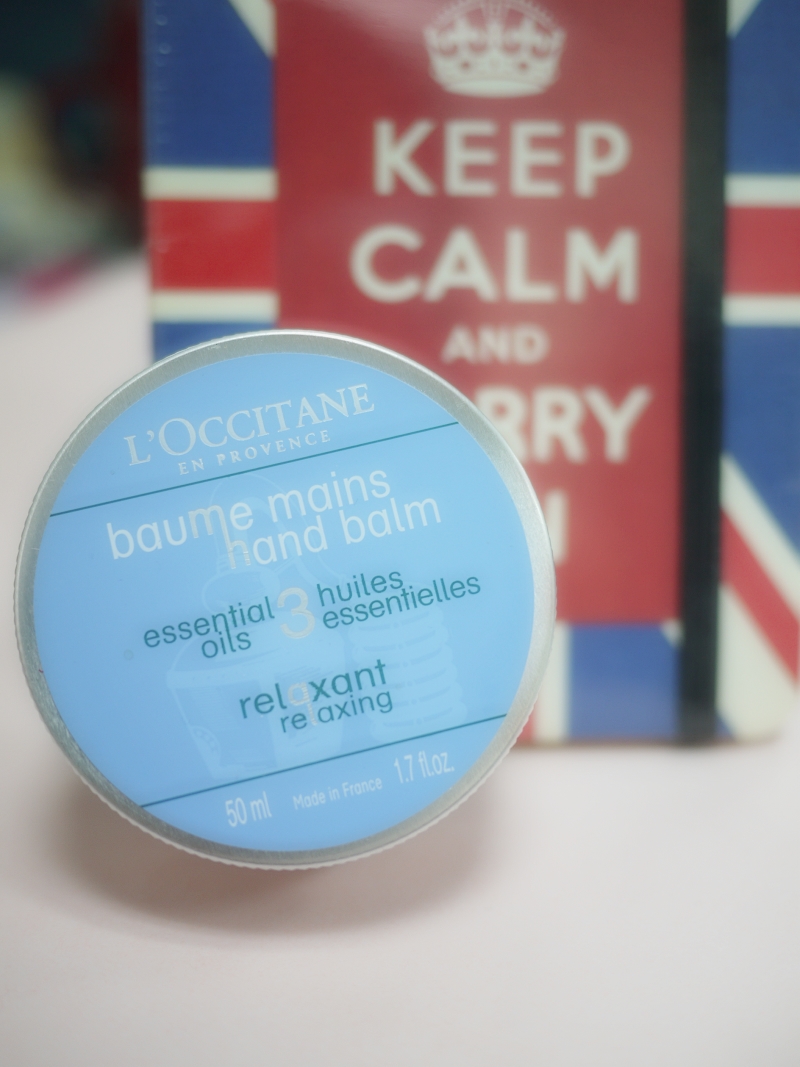 KEEP
CALM
AND
RRY
L'OCCITANE
EN PROVENCE
baume mains
hand balm
essential 3 huiles
oils essentielles
relaxant
relaxing
50 ml Made in France 1.7 fl.oz.